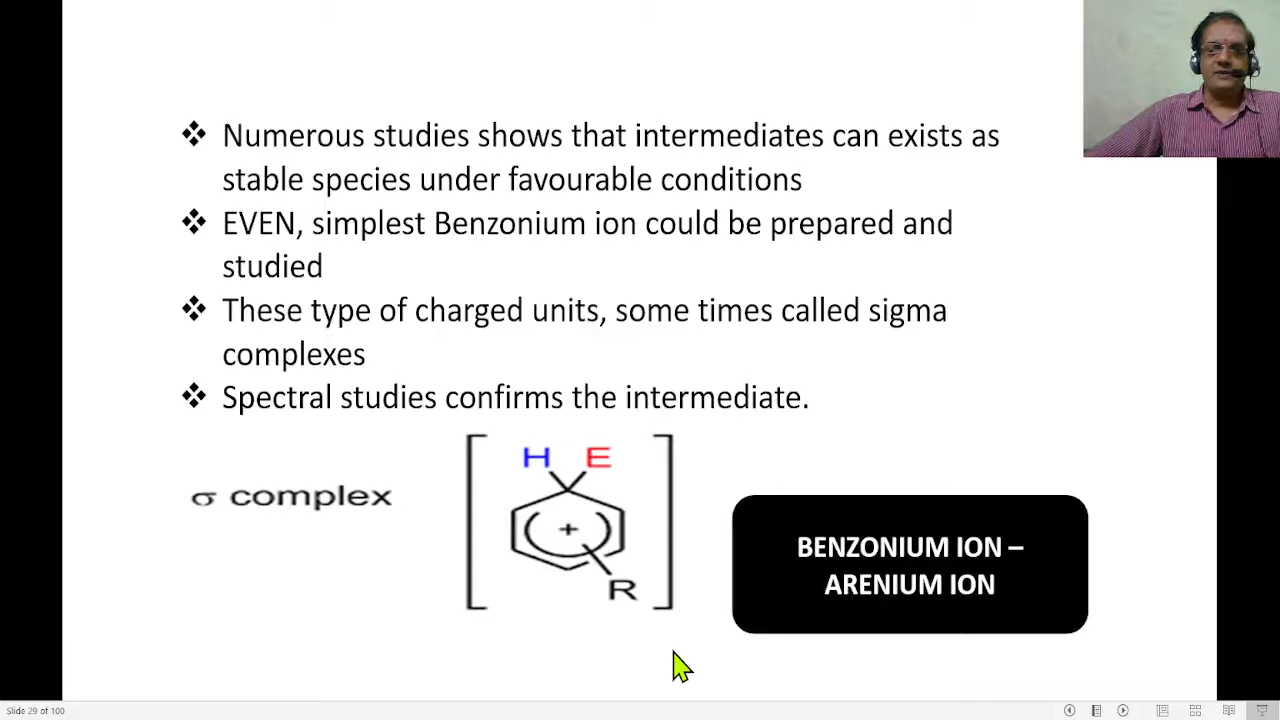 ❖ Numerous studies shows that intermediates can exists as
stable species under favourable conditions
❖ EVEN, simplest Benzonium ion could be prepared and
studied
❖ These type of charged units, some times called sigma
complexes
❖ Spectral studies confirms the intermediate.
H E
σ complex
+
R
BENZONIUM ION –
ARENIUM ION
Slide 29 of 100